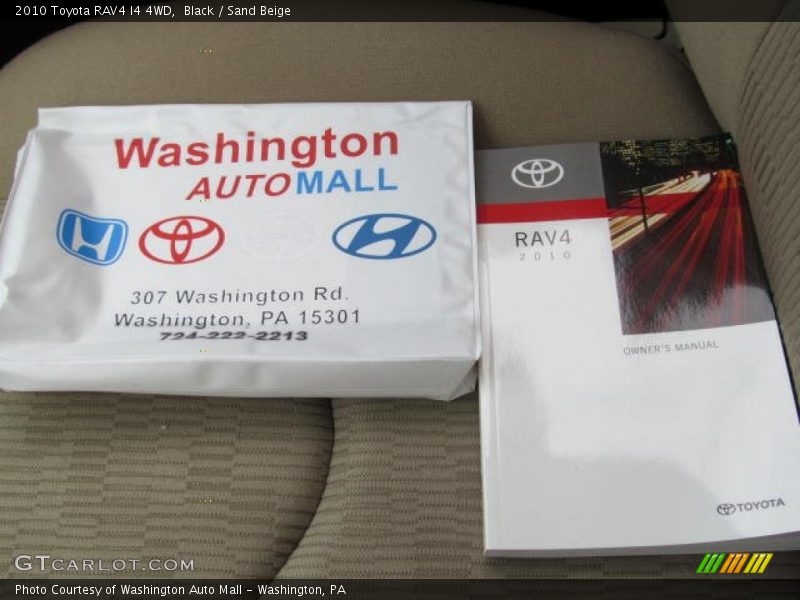 2010 Toyota RAV4 I4 4WD, Black / Sand Beige
Washington
AUTOMALL
307 Washington Rd.
Washington, PA 15301
724-222-2213
RAV4
2010
OWNER'S MANUAL
TOYOTA
GTCARLOT.COM
Photo Courtesy of Washington Auto Mall - Washington, PA